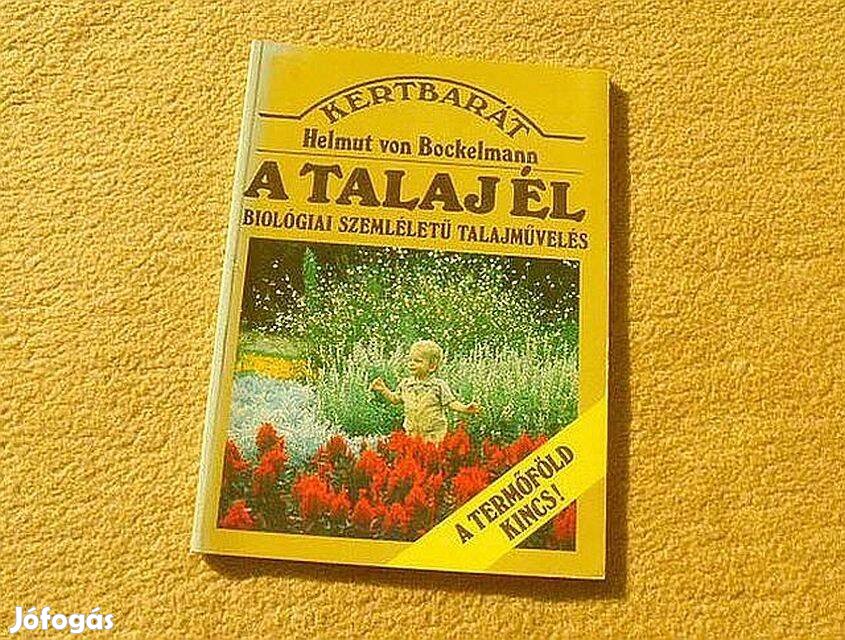 KERTBARÁT
Helmut von Bockelmann
A TALAJ ÉL
BIOLÓGIAI SZEMLÉLETŰ TALAJMŰVELÉS
A TERMŐFÖLD
KINCS!
Jófogás